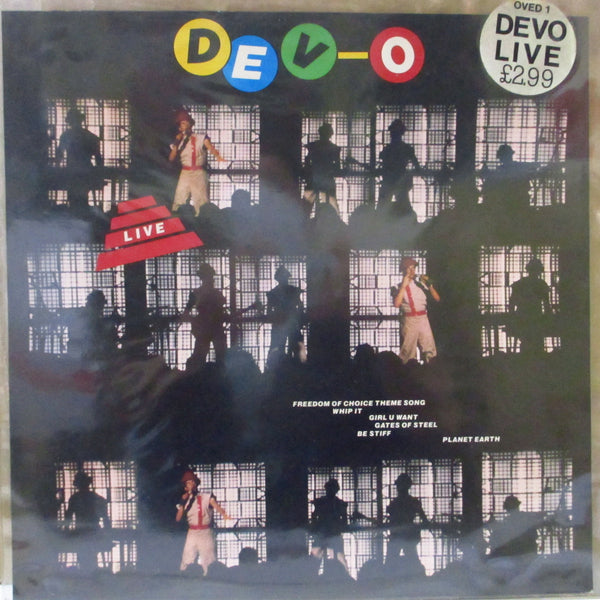 DEV-O
OVED 1
DEVO
LIVE
£2.99
LIVE
FREEDOM OF CHOICE THEME SONG
WHIP IT
GIRL U WANT
GATES OF STEEL
BE STIFF
PLANET EARTH